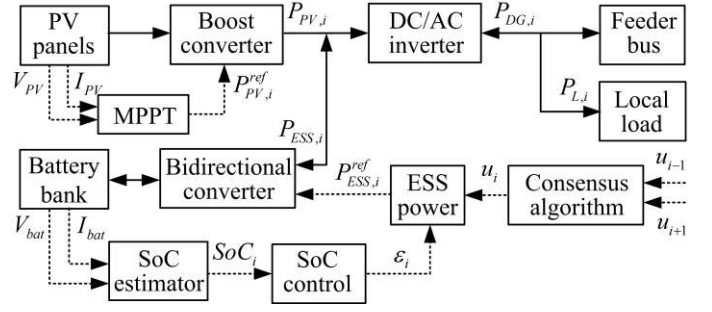 PV panels
Boost converter
P_{PV,i}
DC/AC inverter
P_{DG,i}
Feeder bus
V_{PV}
I_{PV}
MPPT
P_{PV,i}^{ref}
P_{L,i}
Local load
P_{ESS,i}
Battery bank
Bidirectional converter
P_{ESS,i}^{ref}
ESS power
u_i
Consensus algorithm
u_{i-1}
u_{i+1}
V_{bat}
I_{bat}
SoC estimator
SoC_i
SoC control
ε_i